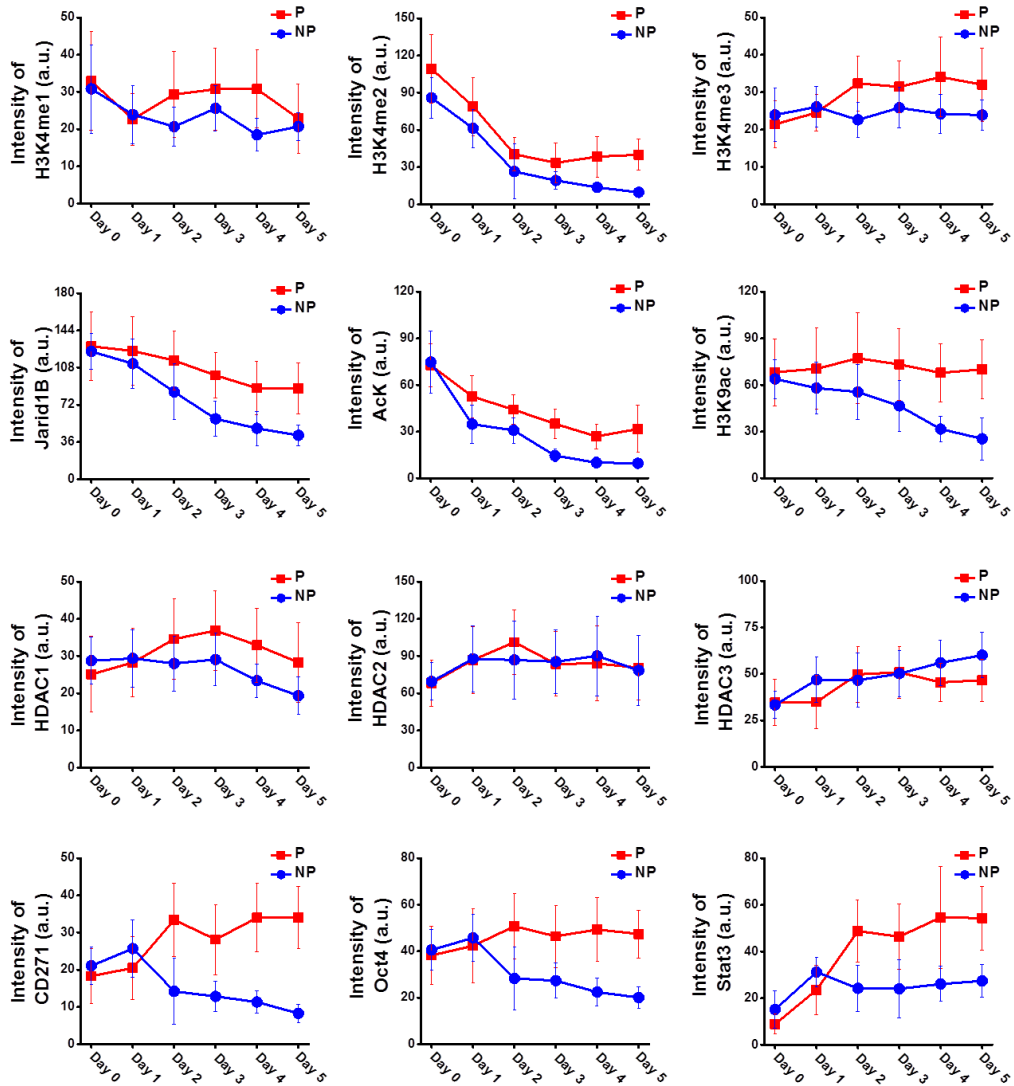 Intensity of
H3K4me1 (a.u.)
50
40
30
20
10
0
P
NP
Day 0
Day 1
Day 2
Day 3
Day 4
Day 5
Intensity of
H3K4me2 (a.u.)
150
120
90
60
30
0
P
NP
Day 0
Day 1
Day 2
Day 3
Day 4
Day 5
Intensity of
H3K4me3 (a.u.)
50
40
30
20
10
0
P
NP
Day 0
Day 1
Day 2
Day 3
Day 4
Day 5
Intensity of
Jarid1B (a.u.)
180
144
108
72
36
0
P
NP
Day 0
Day 1
Day 2
Day 3
Day 4
Day 5
Intensity of
AcK (a.u.)
120
90
60
30
0
P
NP
Day 0
Day 1
Day 2
Day 3
Day 4
Day 5
Intensity of
H3K9ac (a.u.)
120
90
60
30
0
P
NP
Day 0
Day 1
Day 2
Day 3
Day 4
Day 5
Intensity of
HDAC1 (a.u.)
50
40
30
20
10
0
P
NP
Day 0
Day 1
Day 2
Day 3
Day 4
Day 5
Intensity of
HDAC2 (a.u.)
150
120
90
60
30
0
P
NP
Day 0
Day 1
Day 2
Day 3
Day 4
Day 5
Intensity of
HDAC3 (a.u.)
100
75
50
25
0
P
NP
Day 0
Day 1
Day 2
Day 3
Day 4
Day 5
Intensity of
CD271 (a.u.)
50
40
30
20
10
0
P
NP
Day 0
Day 1
Day 2
Day 3
Day 4
Day 5
Intensity of
Oct4 (a.u.)
80
60
40
20
0
P
NP
Day 0
Day 1
Day 2
Day 3
Day 4
Day 5
Intensity of
Stat3 (a.u.)
80
60
40
20
0
P
NP
Day 0
Day 1
Day 2
Day 3
Day 4
Day 5